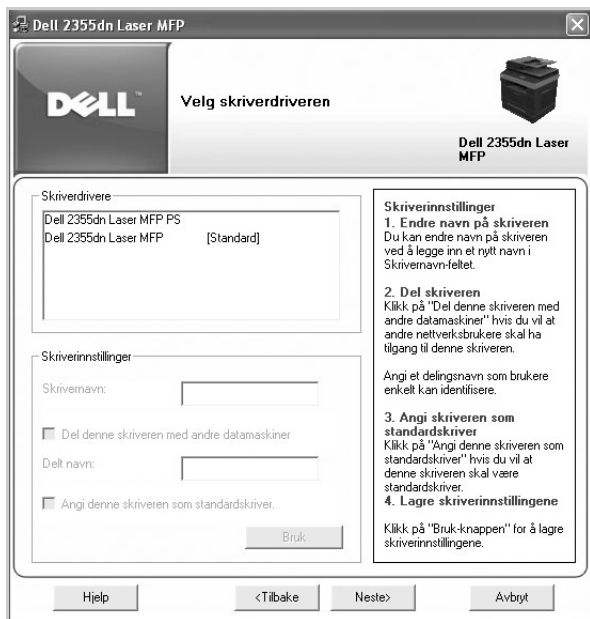 Dell 2355dn Laser MFP
DELL™
Velg skriverdriveren
Dell 2355dn Laser
MFP
Skriverdrivere
Dell 2355dn Laser MFP PS
Dell 2355dn Laser MFP [Standard]
Skriverinnstillinger
Skrivernavn:
Del denne skriveren med andre datamaskiner
Delt navn:
Angi denne skriveren som standardskriver.
Bruk
Skriverinnstillinger
1. Endre navn på skriveren
Du kan endre navn på skriveren
ved å legge inn et nytt navn i
Skrivernavn-feltet.
2. Del skriveren
Klikk på "Del denne skriveren med
andre datamaskiner" hvis du vil at
andre nettverksbrukere skal ha
tilgang til denne skriveren.
Angi et delingsnavn som brukere
enkelt kan identifisere.
3. Angi skriveren som
standardskriver
Klikk på "Angi denne skriveren som
standardskriver" hvis du vil at
denne skriveren skal være
standardskriver.
4. Lagre skriverinnstillingene
Klikk på "Bruk-knappen" for å lagre
skriverinnstillingene.
Hjelp
<Tilbake
Neste>
Avbryt